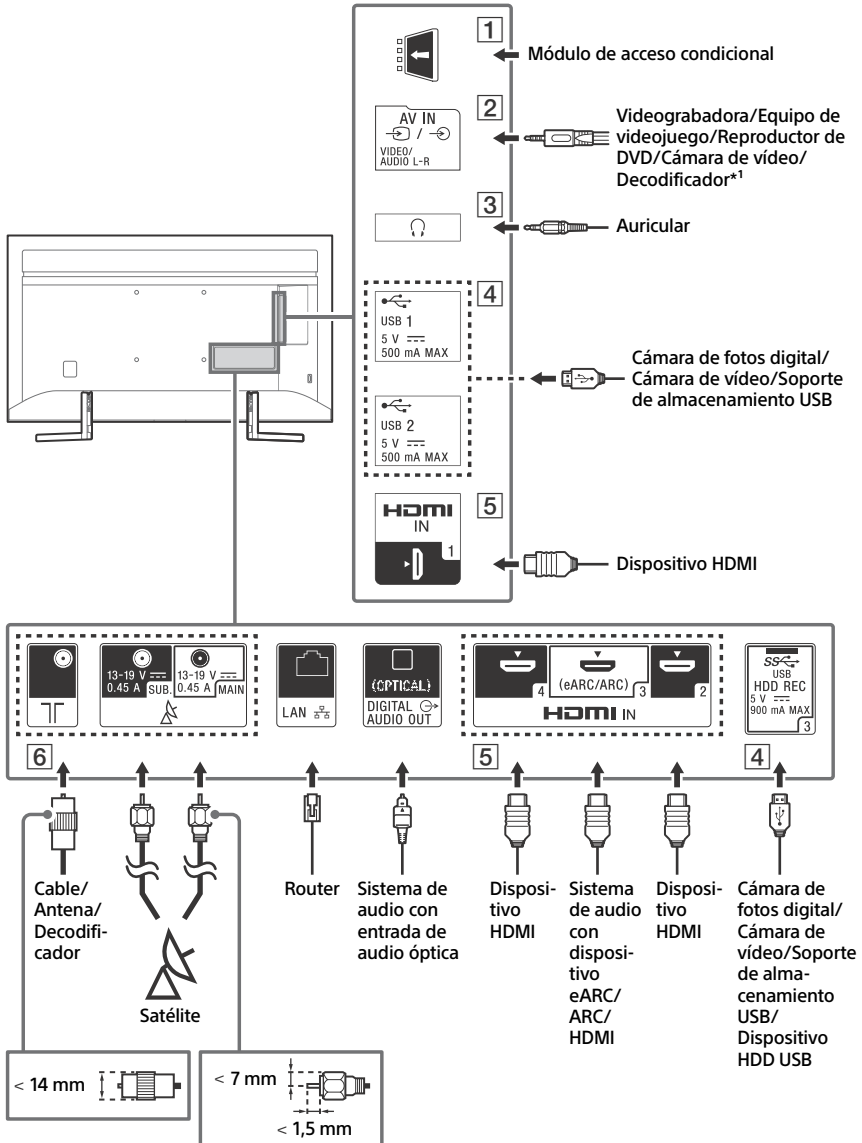 1
Módulo de acceso condicional
2
AV IN
/
VIDEO/
AUDIO L-R
Videograbadora/Equipo de
videojuego/Reproductor de
DVD/Cámara de vídeo/
Decodificador*1
3
Auricular
4
USB 1
5 V
500 mA MAX
USB 2
5 V
500 mA MAX
Cámara de fotos digital/
Cámara de vídeo/Soporte
de almacenamiento USB
5
HDMI
IN
1
Dispositivo HDMI
13-19 V
0.45 A
SUB.
13-19 V
0.45 A
MAIN
LAN
(OPTICAL)
DIGITAL
AUDIO OUT
4
(eARC/ARC)
3
2
HDMI IN
SS
USB
HDD REC
5 V
900 mA MAX
3
6
5
4
Cable/
Antena/
Decodifi-
cador
Satélite
Router
Sistema de
audio con
entrada de
audio óptica
Disposi-
tivo
HDMI
Sistema
de audio
con
disposi-
tivo
eARC/
ARC/
HDMI
Disposi-
tivo
HDMI
Cámara de
fotos digital/
Cámara de
vídeo/Soporte
de alma-
cenamiento
USB/
Dispositivo
HDD USB
< 14 mm
< 7 mm
< 1,5 mm